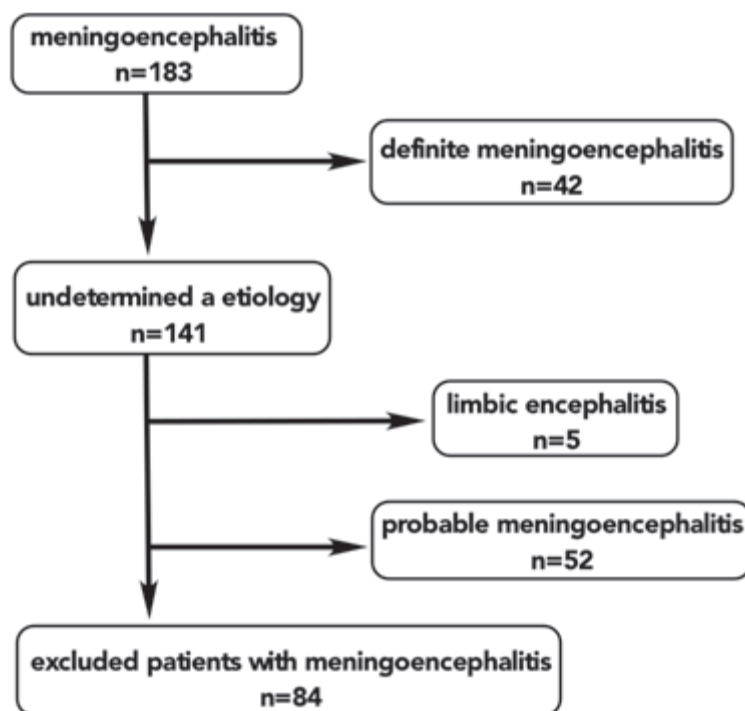 meningoencephalitis
n=183
definite meningoencephalitis
n=42
undetermined a etiology
n=141
limbic encephalitis
n=5
probable meningoencephalitis
n=52
excluded patients with meningoencephalitis
n=84